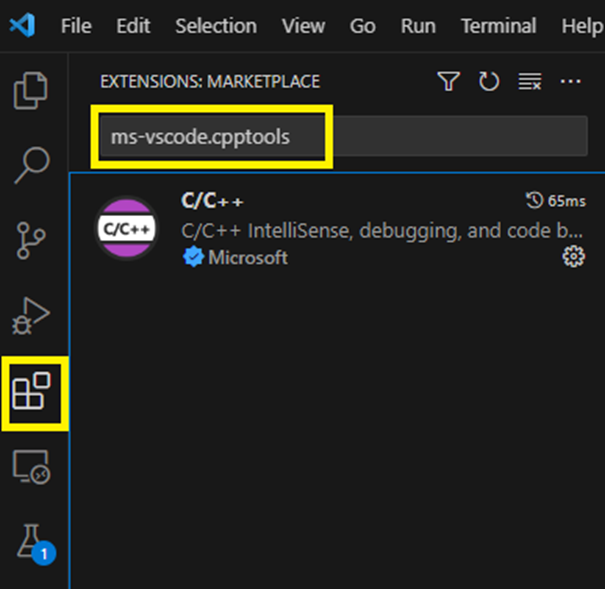 File Edit Selection View Go Run Terminal Help
EXTENSIONS: MARKETPLACE
ms-vscode.cpptools
C/C++
C/C++ 65ms
C/C++ IntelliSense, debugging, and code b...
Microsoft
1